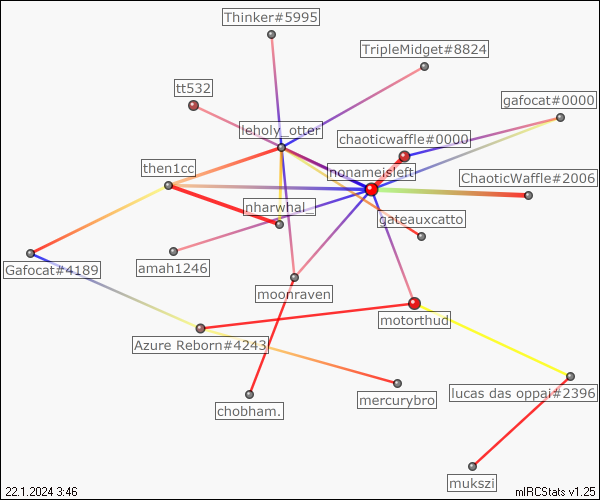 Thinker#5995
TripleMidget#8824
tt532
gafocat#0000
leholy_otter
chaoticwaffle#0000
then1cc
nonameisleft
ChaoticWaffle#2006
nharwhal_
gateauxcatto
Gafocat#4189
amah1246
moonraven
motorthud
Azure Reborn#4243
lucas das oppai#2396
mercurybro
chobham.
mukszi
22.1.2024 3:46
mIRCStats v1.25